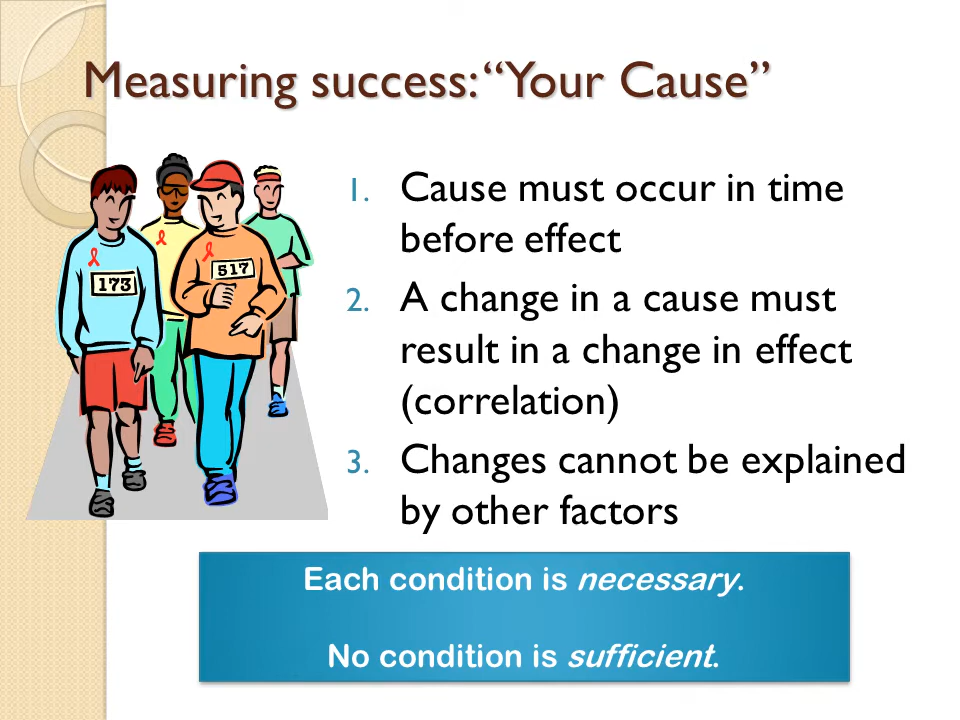 Measuring success: “Your Cause”
1. Cause must occur in time
before effect
2. A change in a cause must
result in a change in effect
(correlation)
3. Changes cannot be explained
by other factors
173
517
Each condition is necessary.
No condition is sufficient.